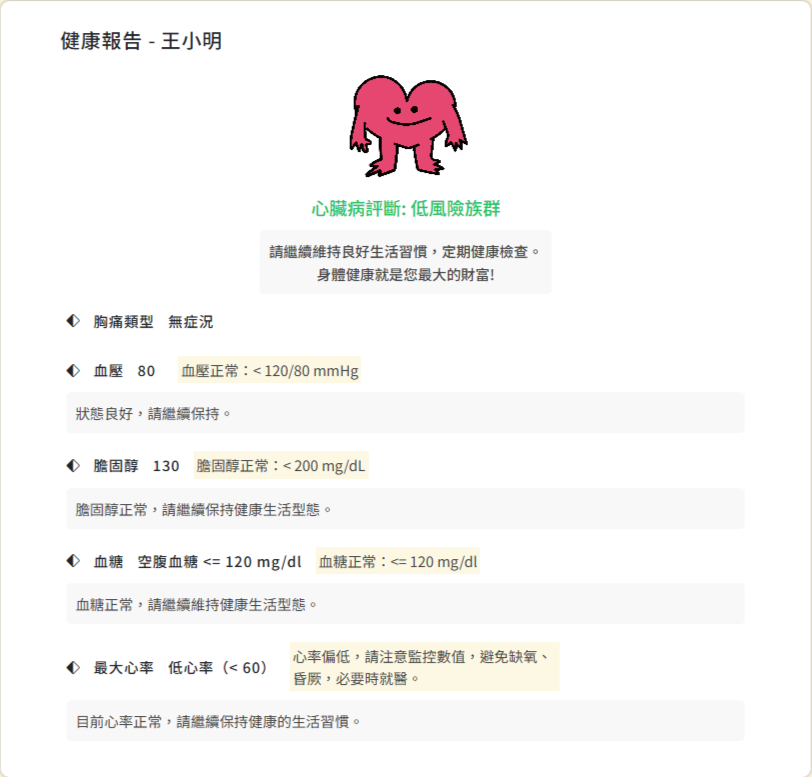 健康報告 - 王小明
心臟病評斷: 低風險族群
請繼續維持良好生活習慣，定期健康檢查。
身體健康就是您最大的財富!
胸痛類型 無症況
血壓 80 血壓正常：< 120/80 mmHg
狀態良好，請繼續保持。
膽固醇 130 膽固醇正常：< 200 mg/dL
膽固醇正常，請繼續保持健康生活型態。
血糖 空腹血糖 <= 120 mg/dl 血糖正常：<= 120 mg/dl
血糖正常，請繼續維持健康生活型態。
最大心率 低心率（< 60） 心率偏低，請注意監控數值，避免缺氧、
昏厥，必要時就醫。
目前心率正常，請繼續保持健康的生活習慣。